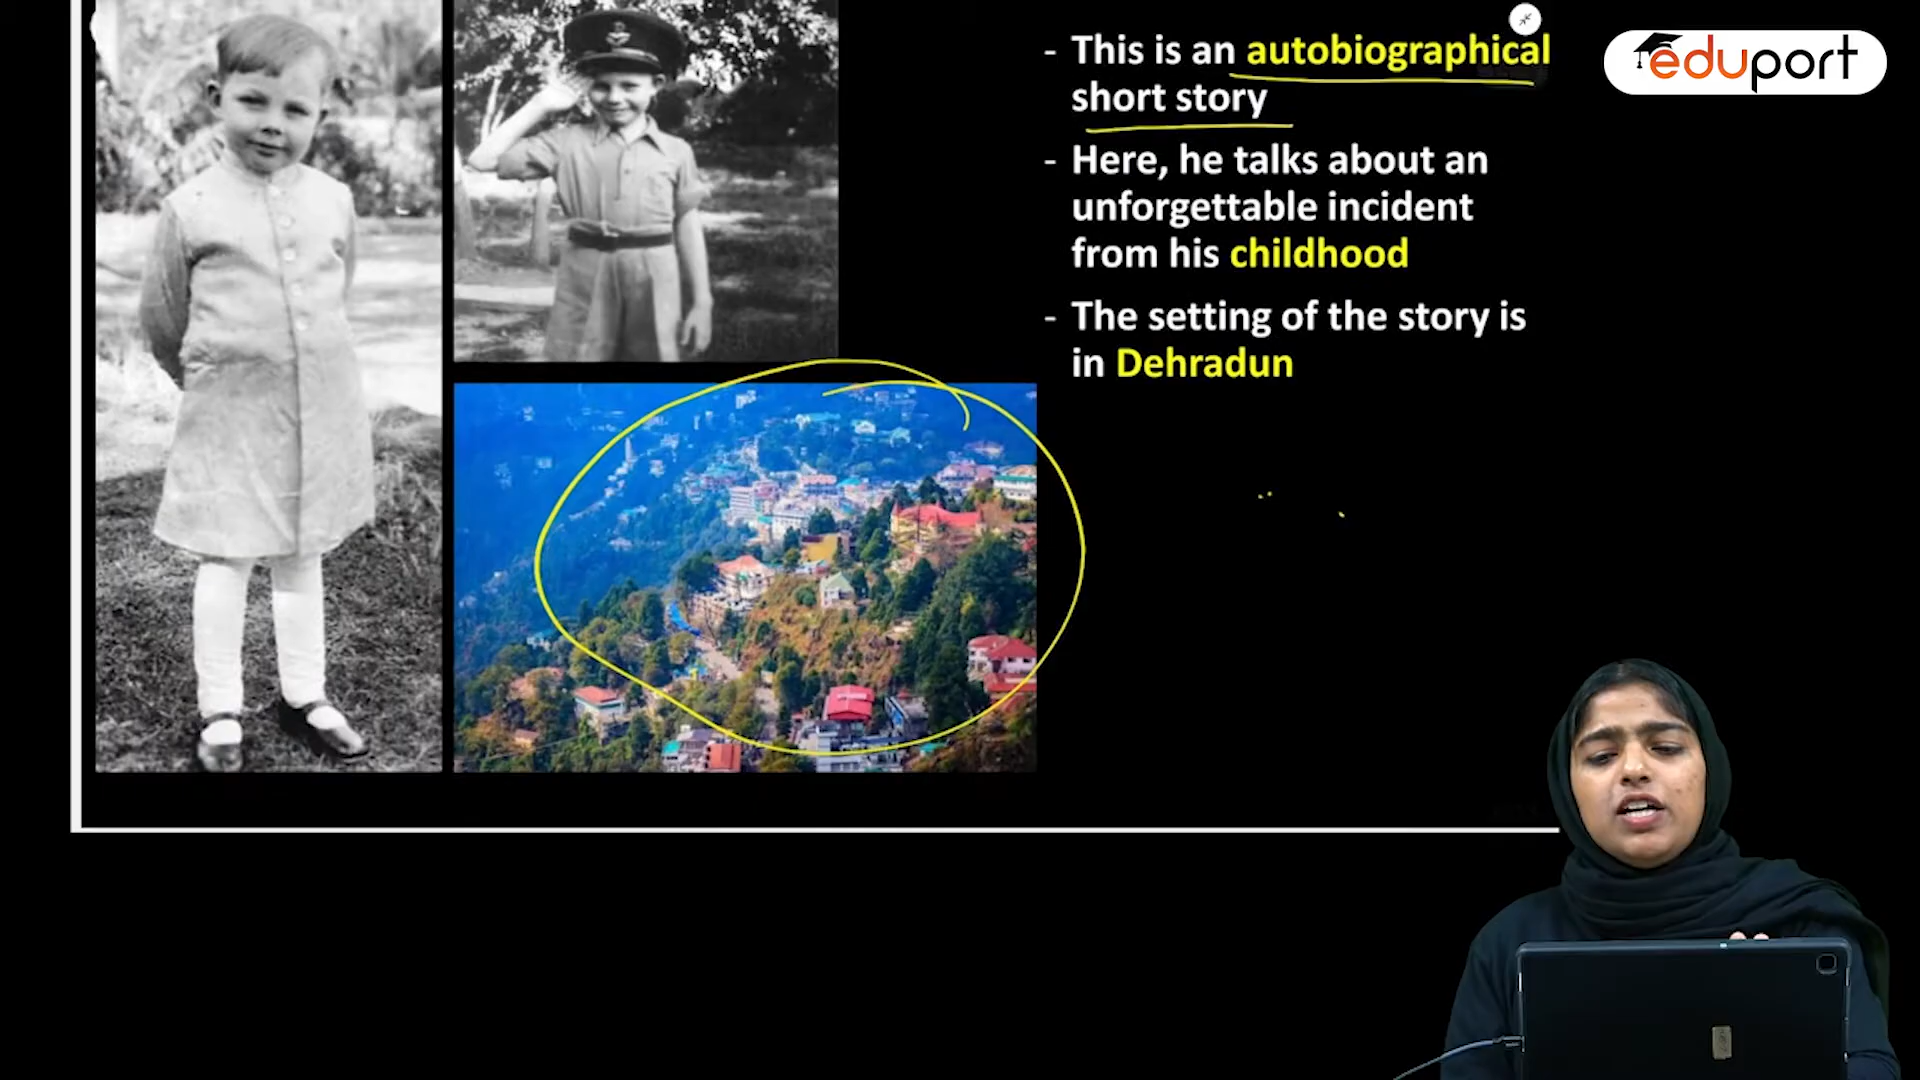 - This is an autobiographical
short story
- Here, he talks about an
unforgettable incident
from his childhood
- The setting of the story is
in Dehradun
eduport